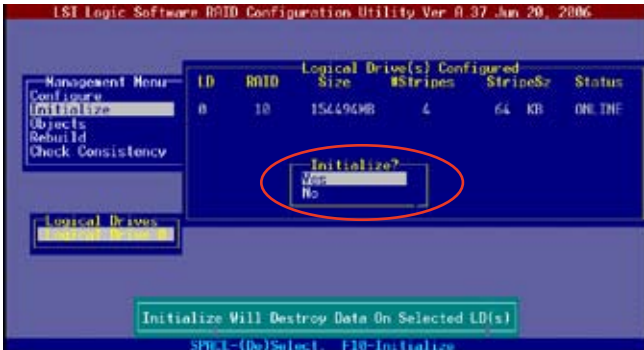 LSI Logic Software RAID Configuration Utility Ver A.37 Jun 20, 2006
Management Menu
Configure
Initialize
Objects
Rebuild
Check Consistency
Logical Drive(s) Configured
LD RAID Size #Stripes StripeSz Status
0 10 154494MB 4 64 KB ONLINE
Initialize?
Yes
No
Logical Drives
Logical Drive 0
Initialize Will Destroy Data On Selected LD(s)
SPACE-(De)Select, F10-Initialize